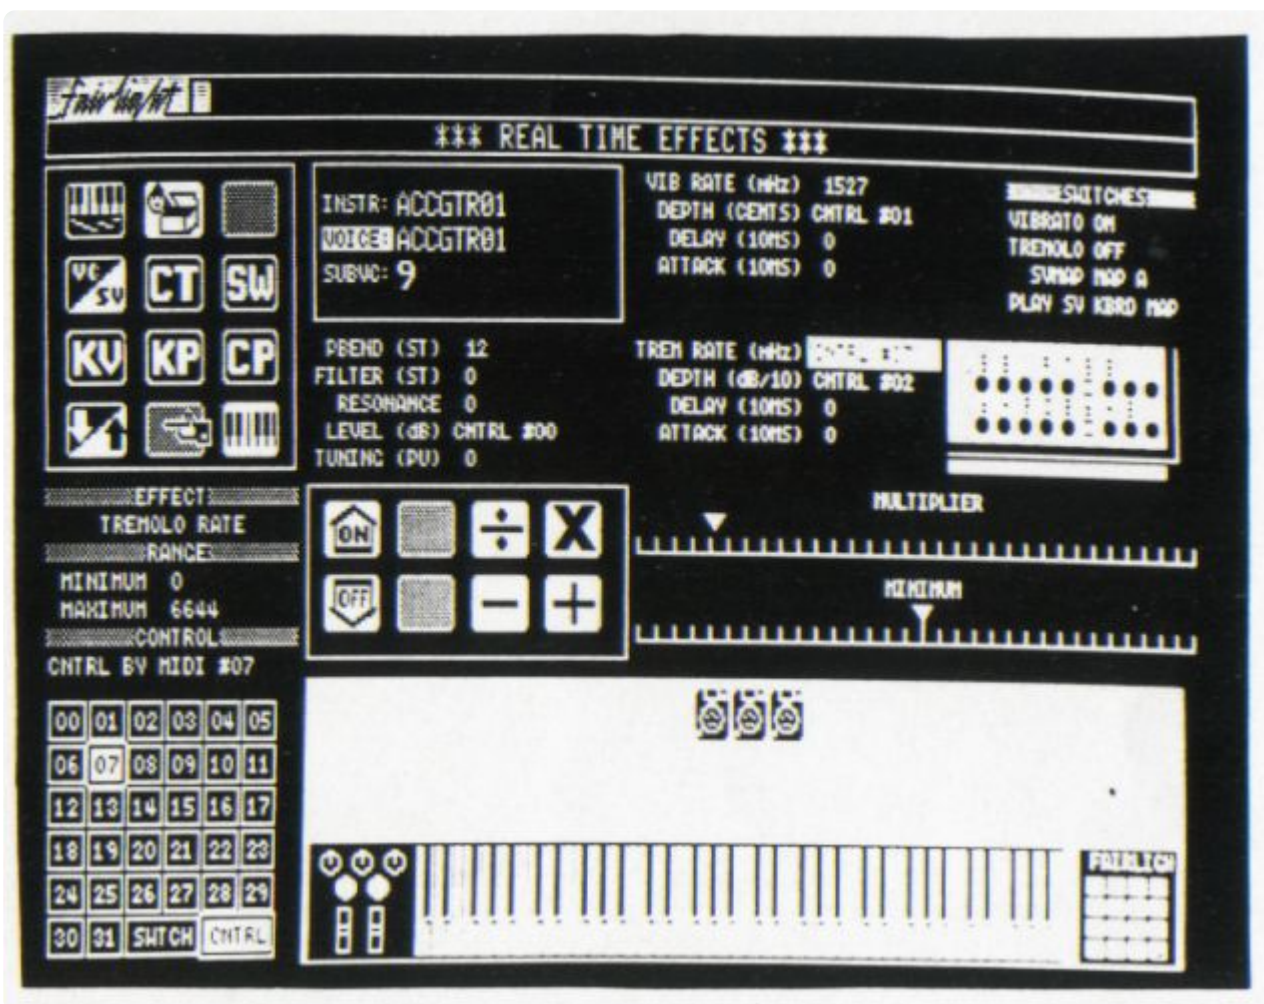 fairlight
*** REAL TIME EFFECTS ***
VC SV CT SW
KV KP CP
INSTR: ACCGTR01
VOICE: ACCGTR01
SUBVC: 9
VIB RATE (mHz) 1527
DEPTH (CENTS) CNTRL #01
DELAY (10MS) 0
ATTACK (10MS) 0
SWITCHES
VIBRATO ON
TREMOLO OFF
SVMAP MAP A
PLAY SV KBRD MAP
PBEND (ST) 12
FILTER (ST) 0
RESONANCE 0
LEVEL (dB) CNTRL #00
TUNING (PV) 0
TREM RATE (mHz)
DEPTH (dB/10) CNTRL #02
DELAY (10MS) 0
ATTACK (10MS) 0
EFFECT
TREMOLO RATE
RANGE
MINIMUM 0
MAXIMUM 6644
CONTROL
CNTRL BY MIDI #07
ON ÷ X
OFF - +
MULTIPLIER
MINIMUM
00 01 02 03 04 05
06 07 08 09 10 11
12 13 14 15 16 17
18 19 20 21 22 23
24 25 26 27 28 29
30 31 SWTCH CNTRL
FAIRLIGH